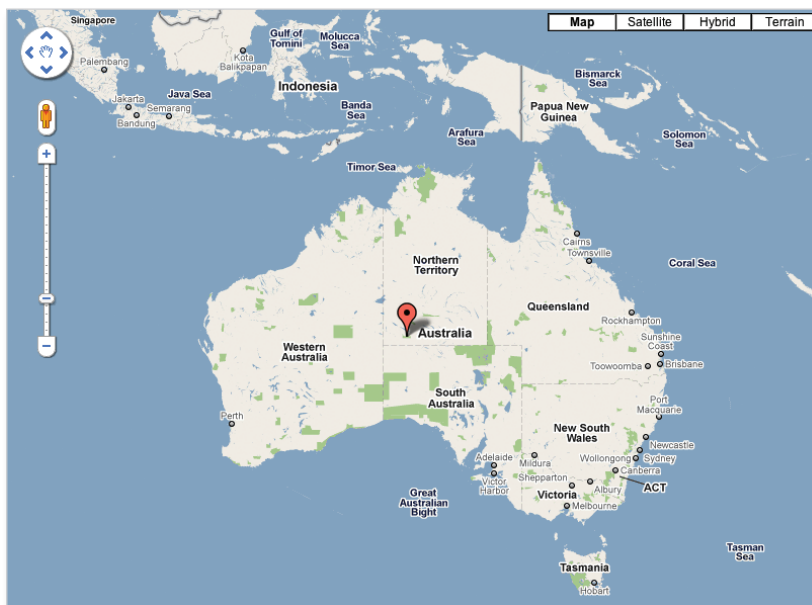 Singapore
Map
Satellite
Hybrid
Terrain
Gulf of
Tomini
Molucca
Sea
Kota
Balikpapan
Palembang
Bismarck
Sea
Indonesia
Java Sea
Jakarta
Semarang
Bandung
Banda
Sea
Papua New
Guinea
Arafura
Sea
Solomon
Sea
Timor Sea
Cairns
Townsville
Northern
Territory
Coral Sea
Queensland
Rockhampton
Australia
Western
Australia
Sunshine
Coast
Toowoomba
Brisbane
South
Australia
Port
Macquarie
Perth
New South
Wales
Newcastle
Adelaide
Mildura
Wollongong
Sydney
Canberra
Victor
Harbor
Shepparton
Albury
ACT
Great
Australian
Bight
Victoria
Melbourne
Tasman
Sea
Tasmania
Hobart